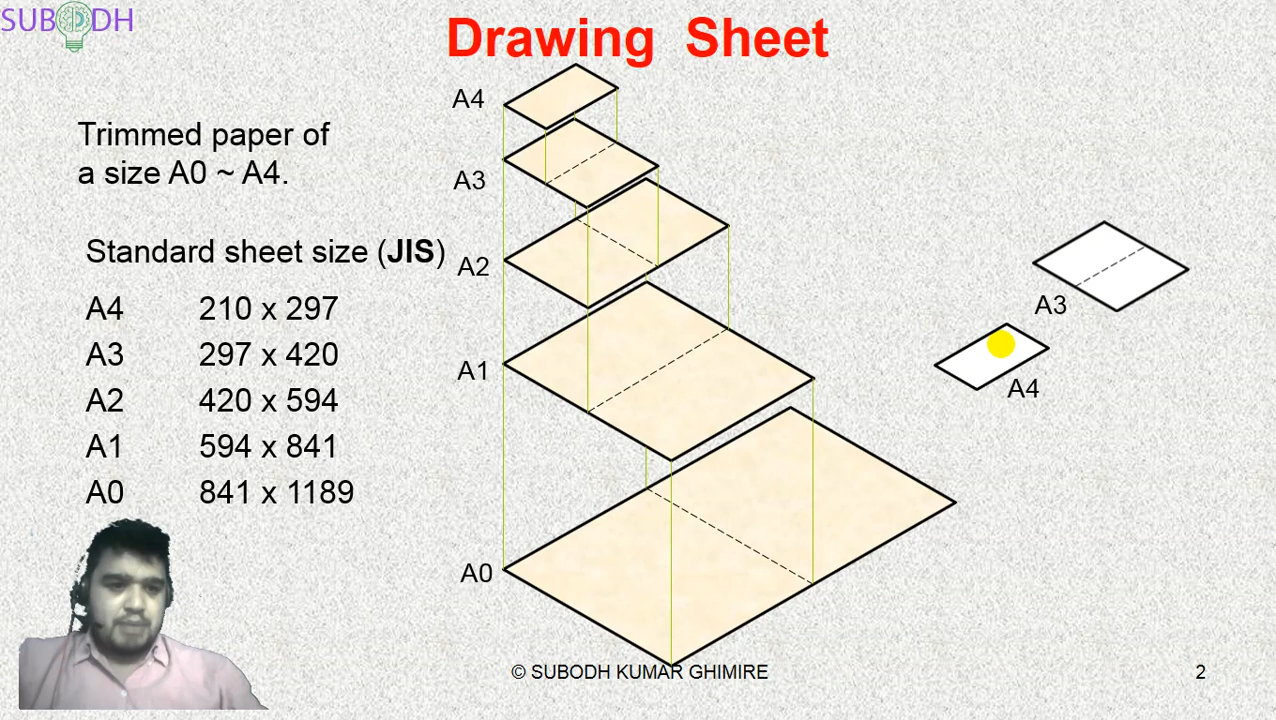 SUBODH
Drawing Sheet
Trimmed paper of
a size A0 ~ A4.
Standard sheet size (JIS)
A4 210 x 297
A3 297 x 420
A2 420 x 594
A1 594 x 841
A0 841 x 1189
A4
A3
A2
A1
A0
A3
A4
© SUBODH KUMAR GHIMIRE
2